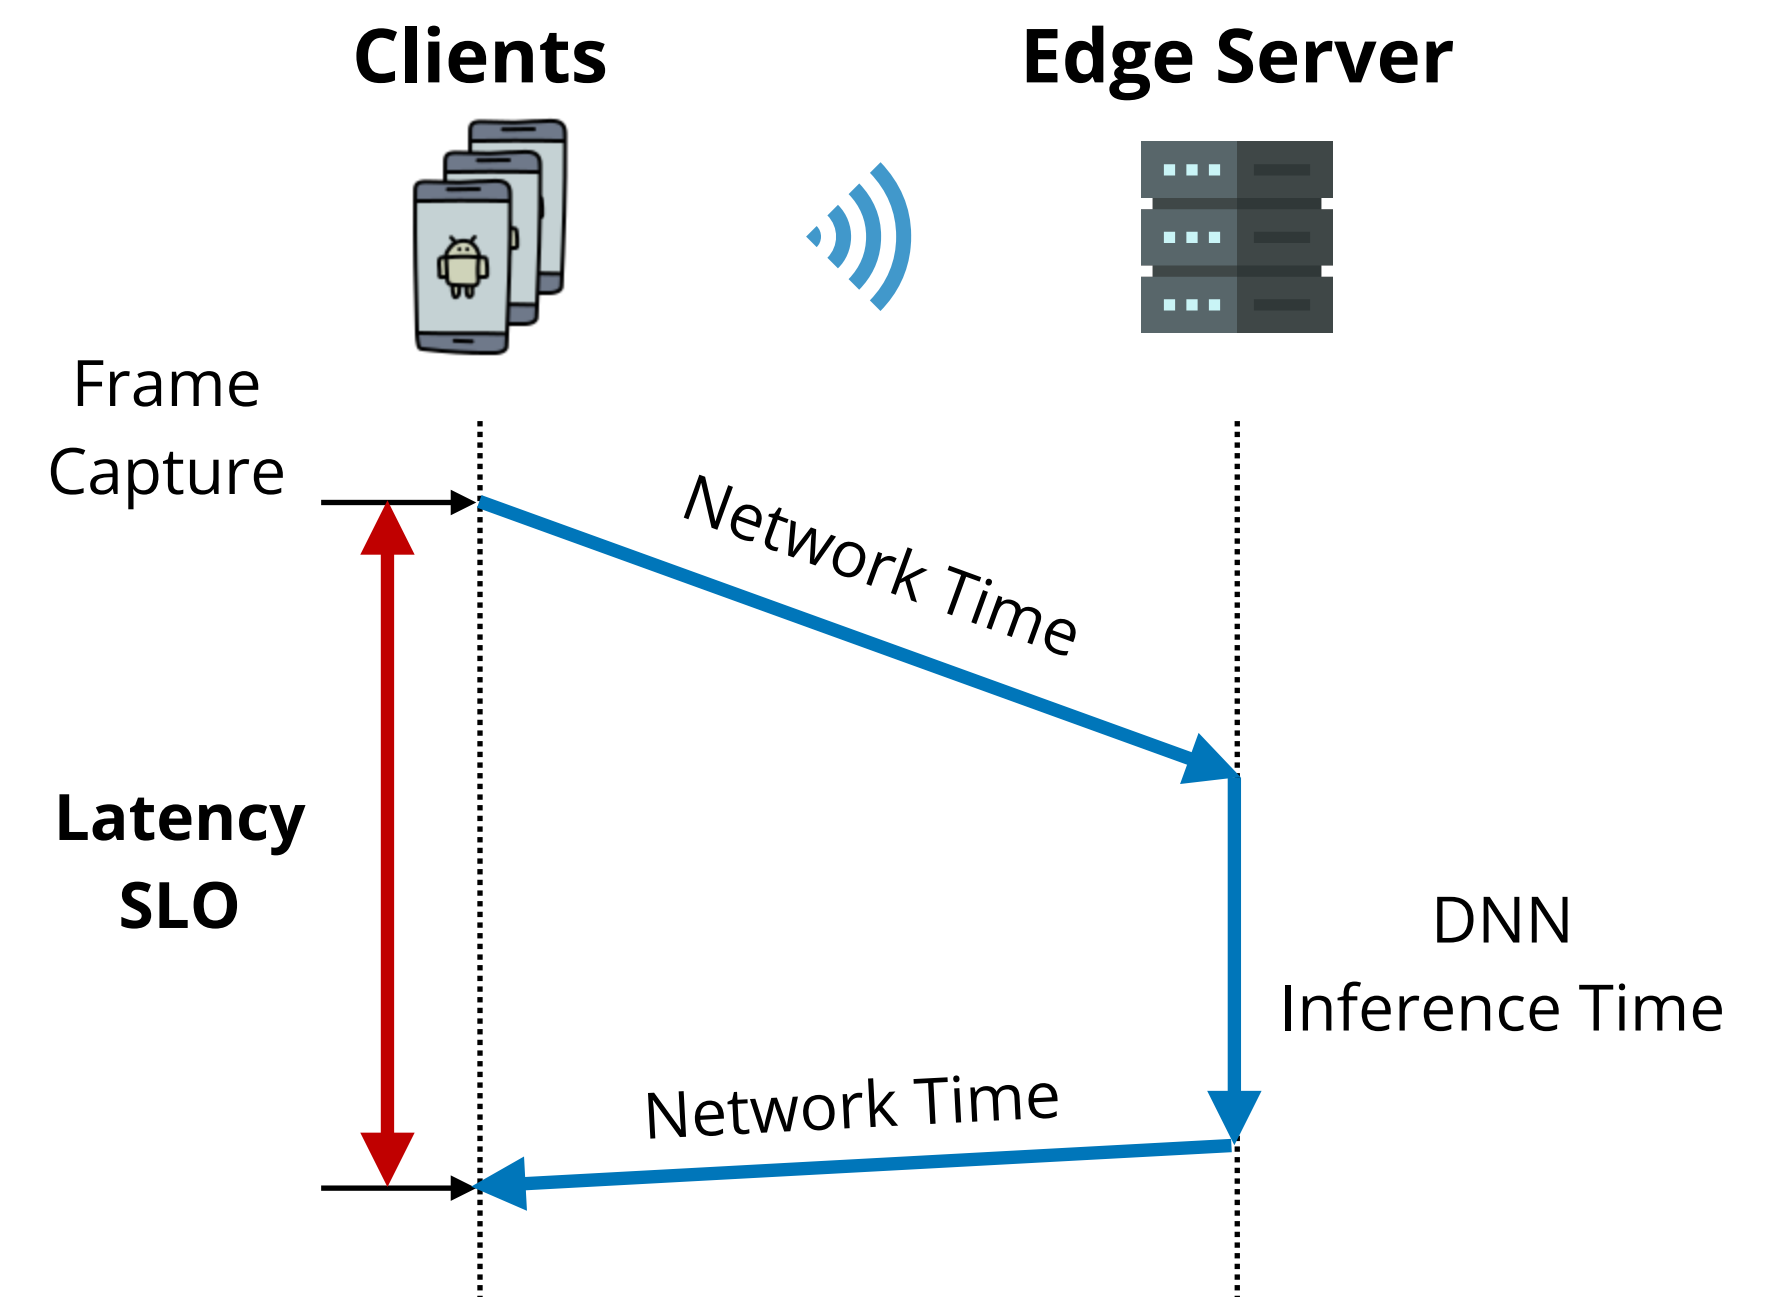 Clients
Edge Server
Frame
Capture
Network Time
Latency
SLO
DNN
Inference Time
Network Time